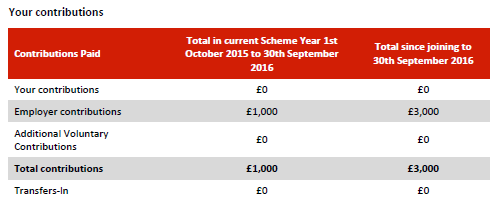 Your contributions
Contributions Paid
Total in current Scheme Year 1st
October 2015 to 30th September
2016
Total since joining to
30th September 2016
Your contributions £0 £0
Employer contributions £1,000 £3,000
Additional Voluntary
Contributions £0 £0
Total contributions £1,000 £3,000
Transfers-In £0 £0